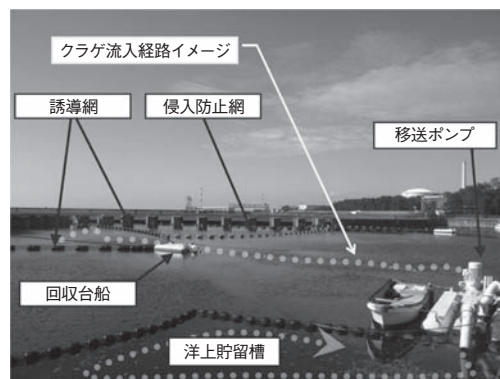 クラゲ流入経路イメージ
誘導網
侵入防止網
移送ポンプ
回収台船
洋上貯留槽